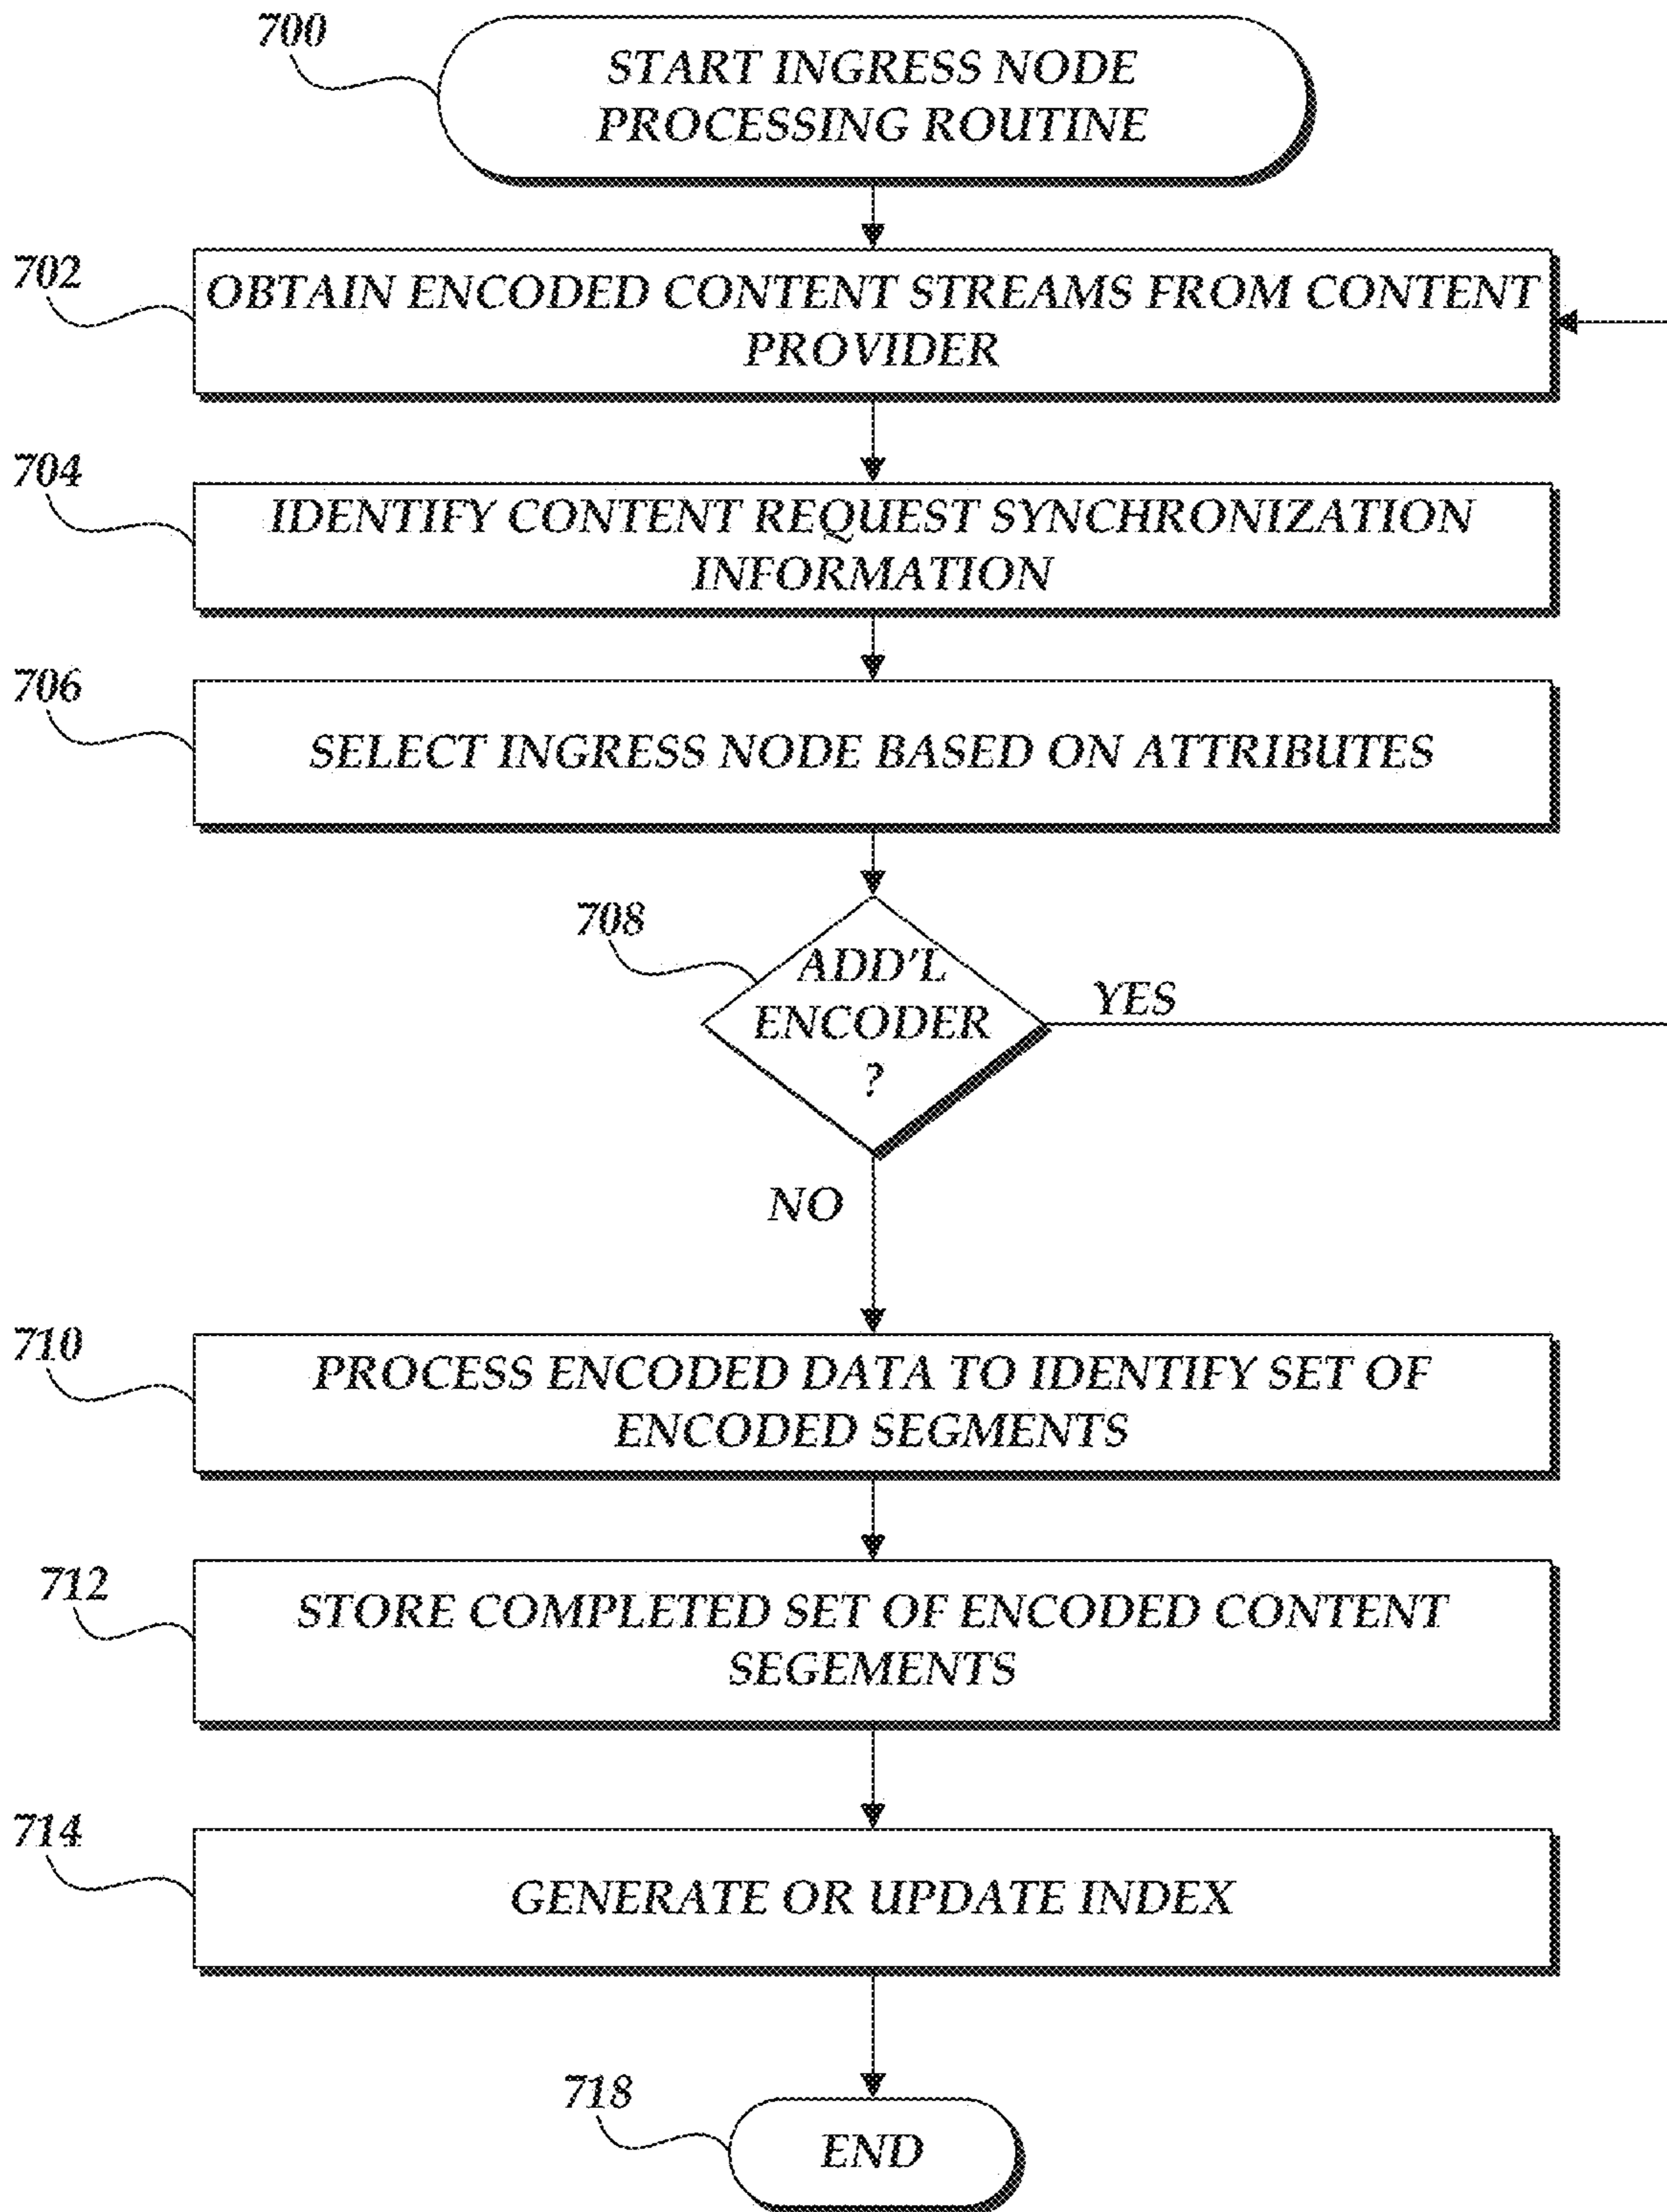 700
START INGRESS NODE
PROCESSING ROUTINE
702
OBTAIN ENCODED CONTENT STREAMS FROM CONTENT
PROVIDER
704
IDENTIFY CONTENT REQUEST SYNCHRONIZATION
INFORMATION
706
SELECT INGRESS NODE BASED ON ATTRIBUTES
708
ADD'L
ENCODER
?
YES
NO
710
PROCESS ENCODED DATA TO IDENTIFY SET OF
ENCODED SEGMENTS
712
STORE COMPLETED SET OF ENCODED CONTENT
SEGEMENTS
714
GENERATE OR UPDATE INDEX
718
END